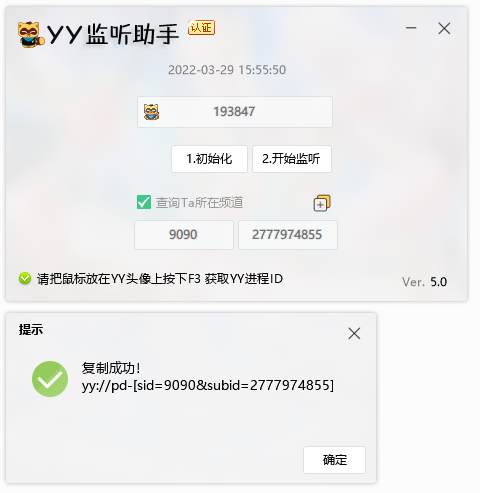 YY监听助手 认证
2022-03-29 15:55:50
193847
1.初始化 2.开始监听
查询Ta所在频道
9090 2777974855
请把鼠标放在YY头像上按下F3 获取YY进程ID
Ver. 5.0
提示
复制成功!
yy://pd-[sid=9090&subid=2777974855]
确定